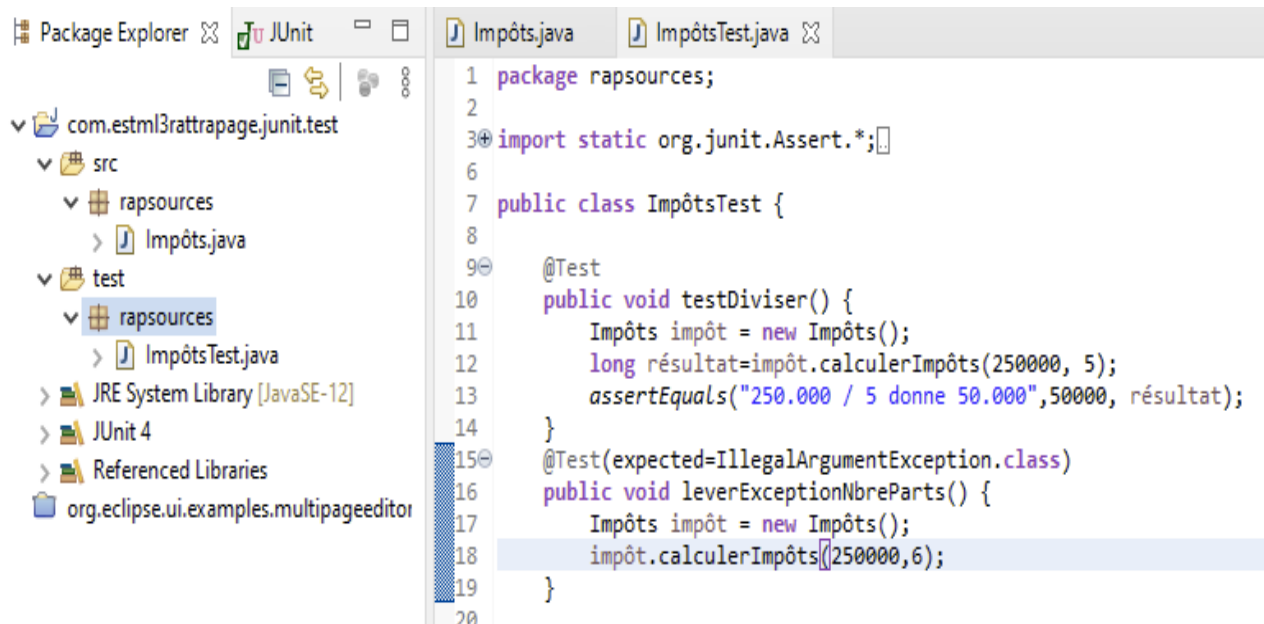 Package Explorer JUnit
com.estml3rattrapage.junit.test
src
rapsources
Impôts.java
test
rapsources
ImpôtsTest.java
JRE System Library [JavaSE-12]
JUnit 4
Referenced Libraries
org.eclipse.ui.examples.multipageeditor
Impôts.java ImpôtsTest.java
1 package rapsources;
2
3 import static org.junit.Assert.*;
6
7 public class ImpôtsTest {
8
9 @Test
10 public void testDiviser() {
11 Impôts impôt = new Impôts();
12 long résultat=impôt.calculerImpôts(250000, 5);
13 assertEquals("250.000 / 5 donne 50.000",50000, résultat);
14 }
15 @Test(expected=IllegalArgumentException.class)
16 public void leverExceptionNbreParts() {
17 Impôts impôt = new Impôts();
18 impôt.calculerImpôts(250000,6);
19 }
20